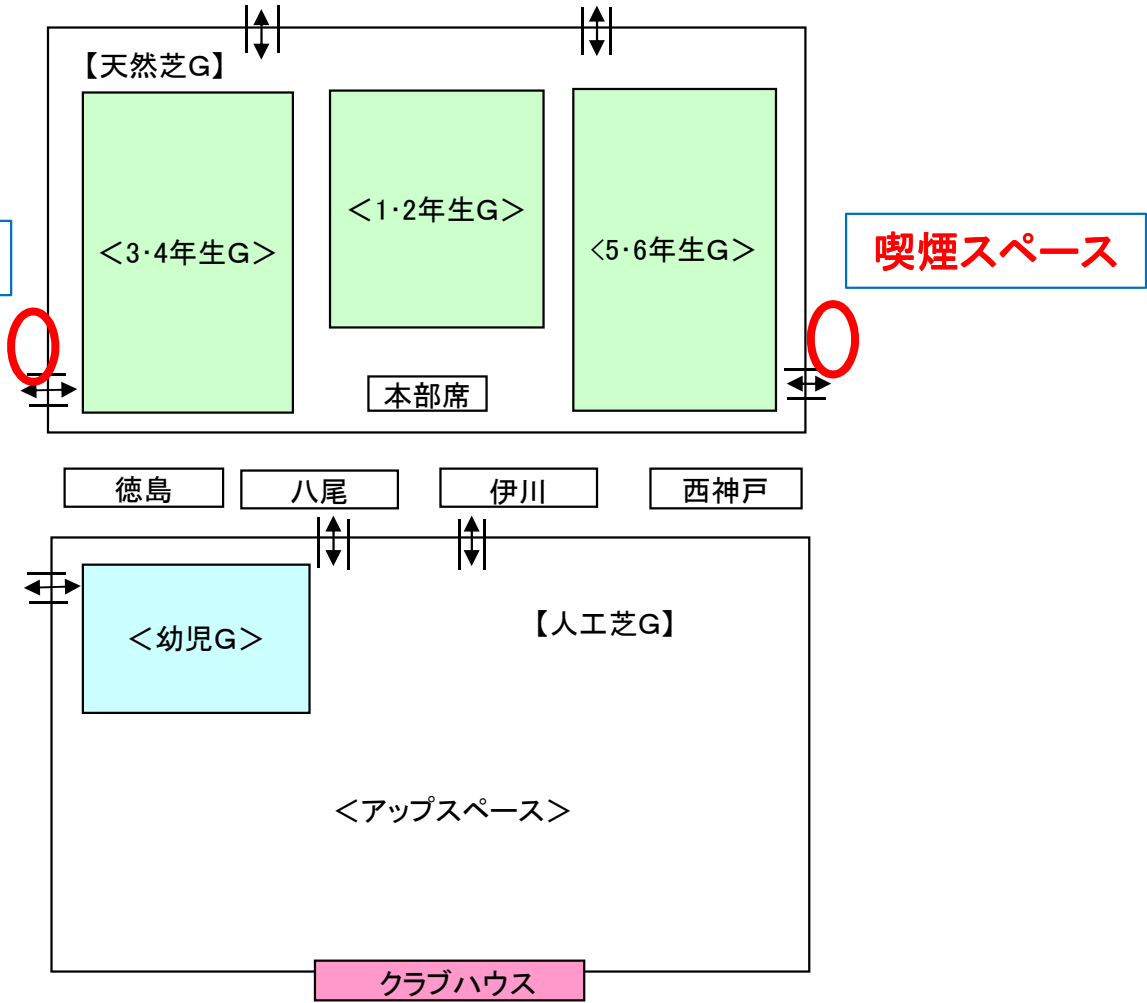 【天然芝G】
＜3･4年生G＞
＜1･2年生G＞
<5･6年生G＞
喫煙スペース
本部席
徳島
八尾
伊川
西神戸
＜幼児G＞
【人工芝G】
＜アップスペース＞
クラブハウス